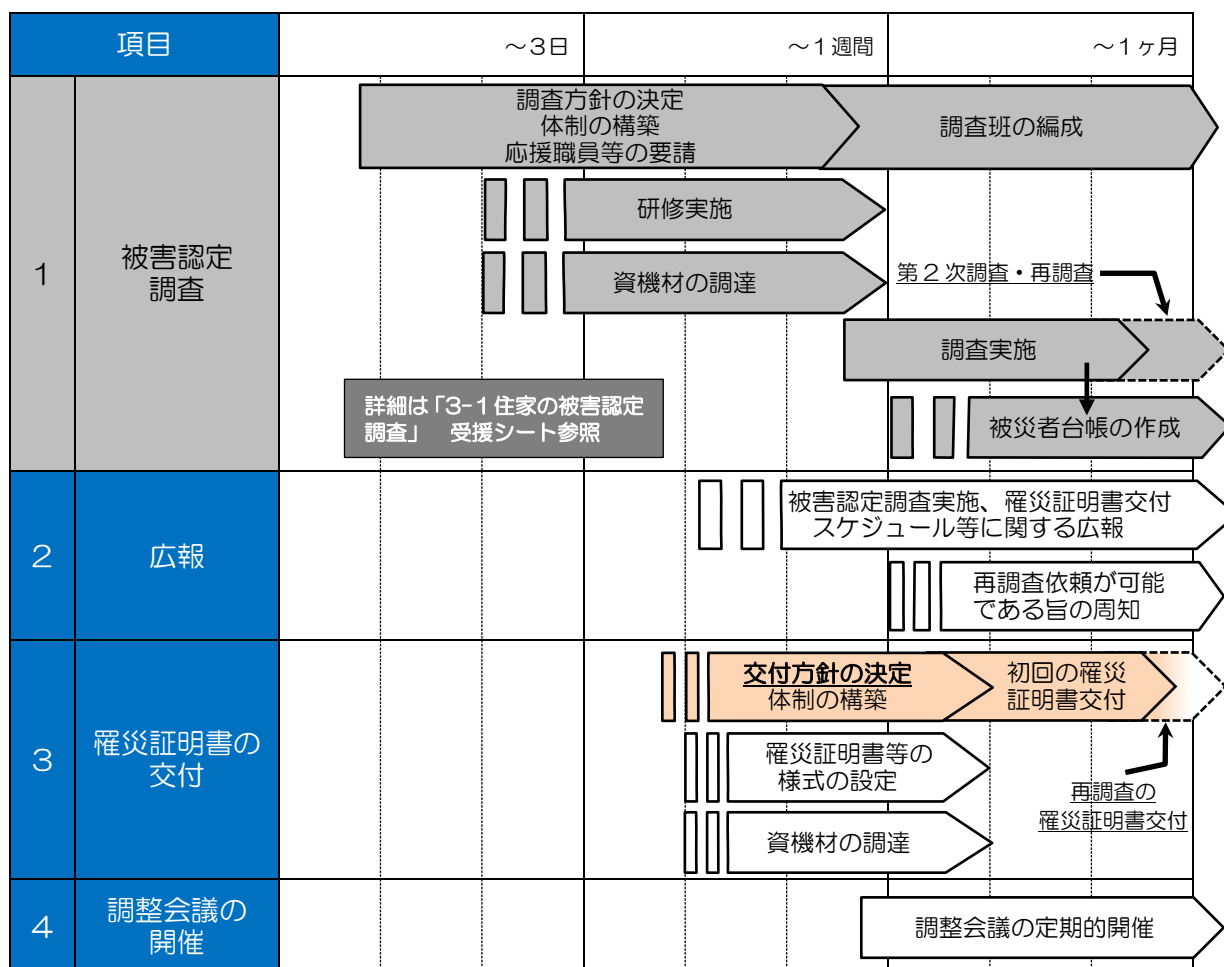 項目
～3日
～1週間
～1ヶ月
1
被害認定
調査
調査方針の決定
体制の構築
応援職員等の要請
調査班の編成
研修実施
資機材の調達
第2次調査・再調査
調査実施
詳細は「3-1住家の被害認定
調査」　受援シート参照
被災者台帳の作成
2
広報
被害認定調査実施、罹災証明書交付
スケジュール等に関する広報
再調査依頼が可能
である旨の周知
3
罹災証明書の
交付
交付方針の決定
体制の構築
初回の罹災
証明書交付
罹災証明書等の
様式の設定
再調査の
罹災証明書交付
資機材の調達
4
調整会議の
開催
調整会議の定期的開催